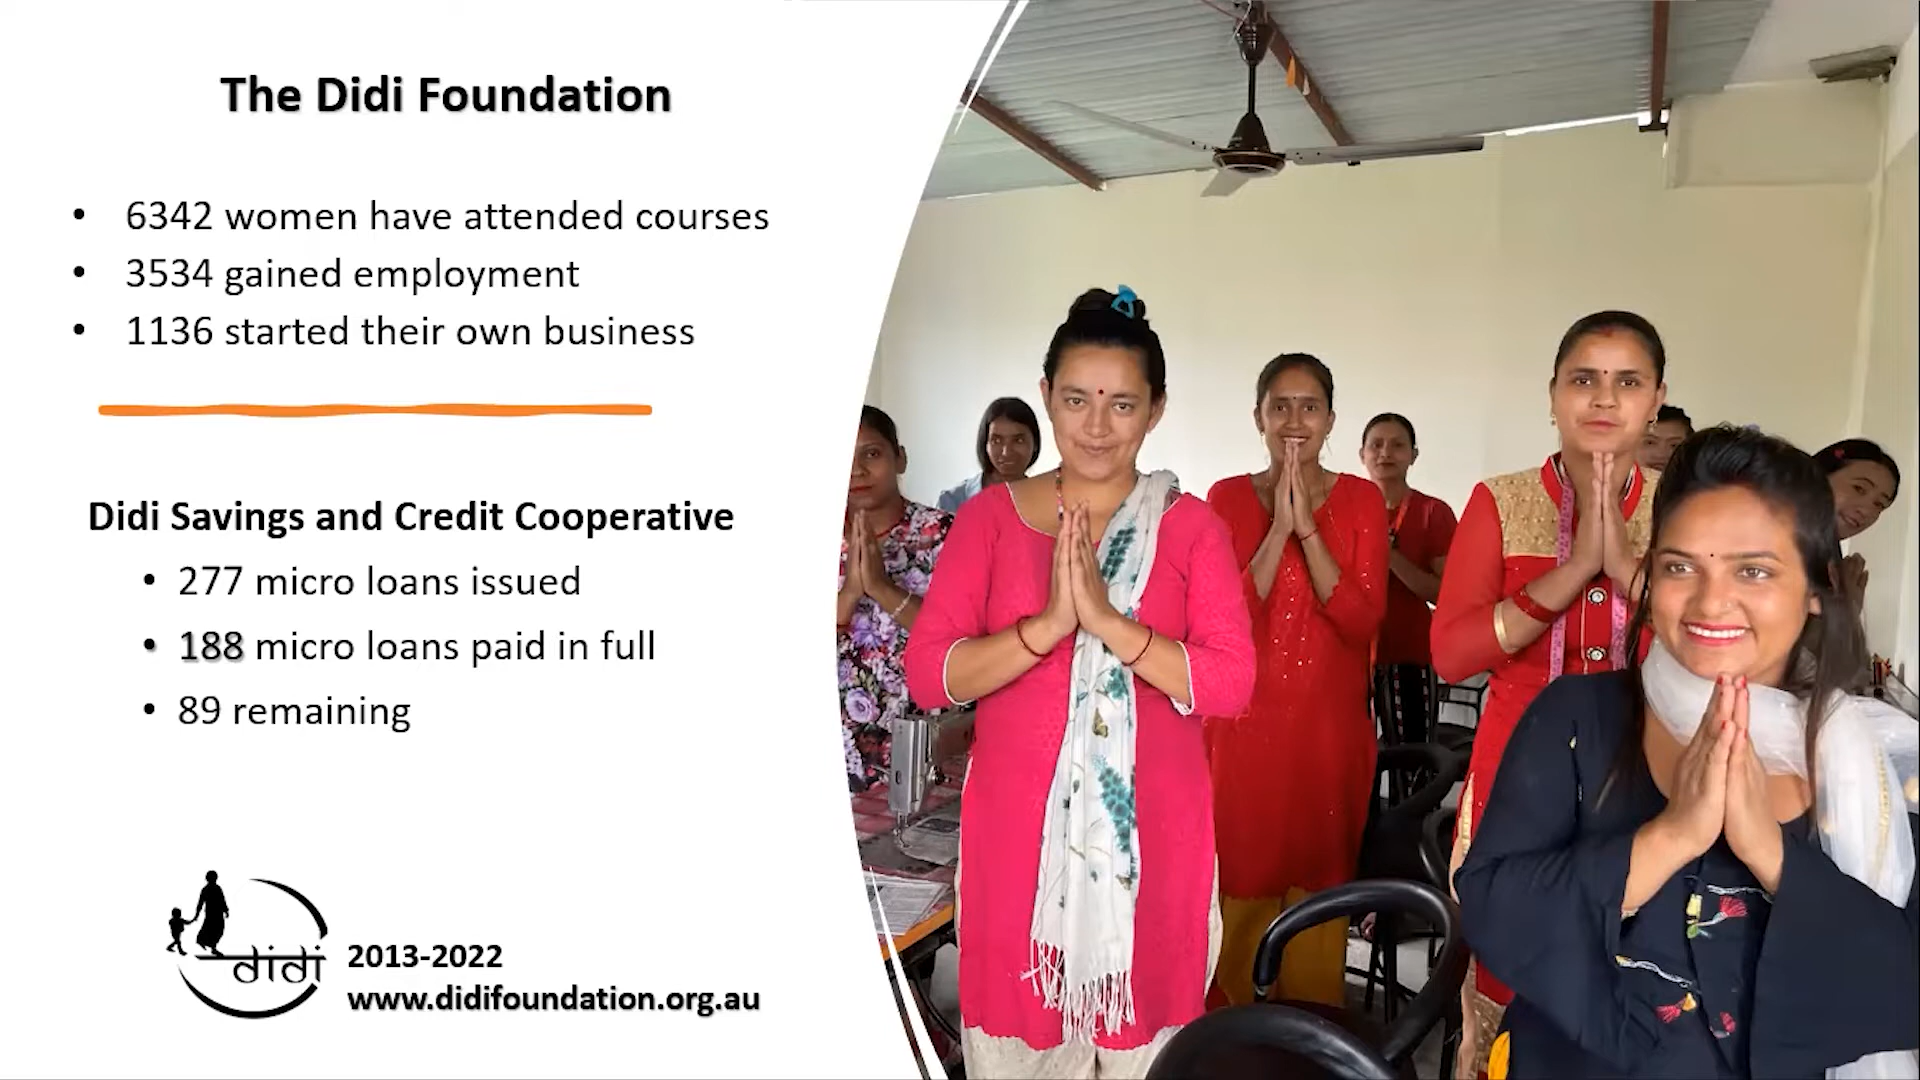 The Didi Foundation
• 6342 women have attended courses
• 3534 gained employment
• 1136 started their own business
Didi Savings and Credit Cooperative
• 277 micro loans issued
• 188 micro loans paid in full
• 89 remaining
didi
2013-2022
www.didifoundation.org.au